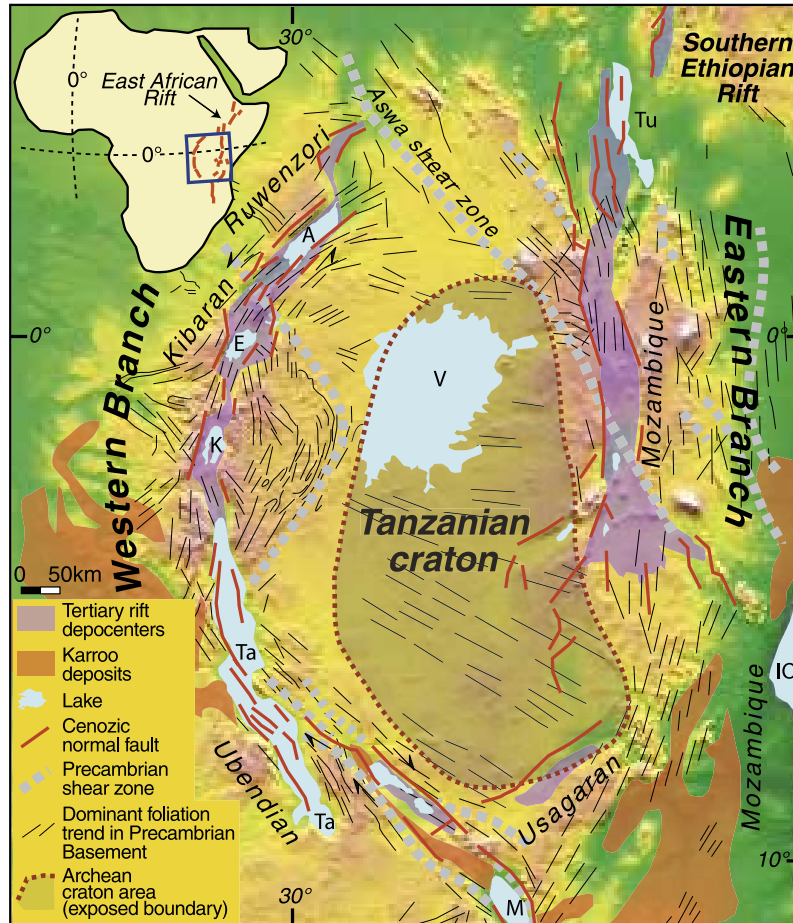 30°
Southern
Ethiopian
Rift
0°
East African
Rift
0°
Aswa shear zone
Tu
Ruwenzori
A
Kibaran
Western Branch
Eastern Branch
Mozambique
0°
E
V
0°
K
Tanzanian
craton
0 50km
Tertiary rift
depocenters
Karroo
deposits
Lake
Cenozic
normal fault
Precambrian
shear zone
Dominant foliation
trend in Precambrian
Basement
Archean
craton area
(exposed boundary)
Ta
Ubendian
Ta
Usagaran
Mozambique
IO
10°
30°
M